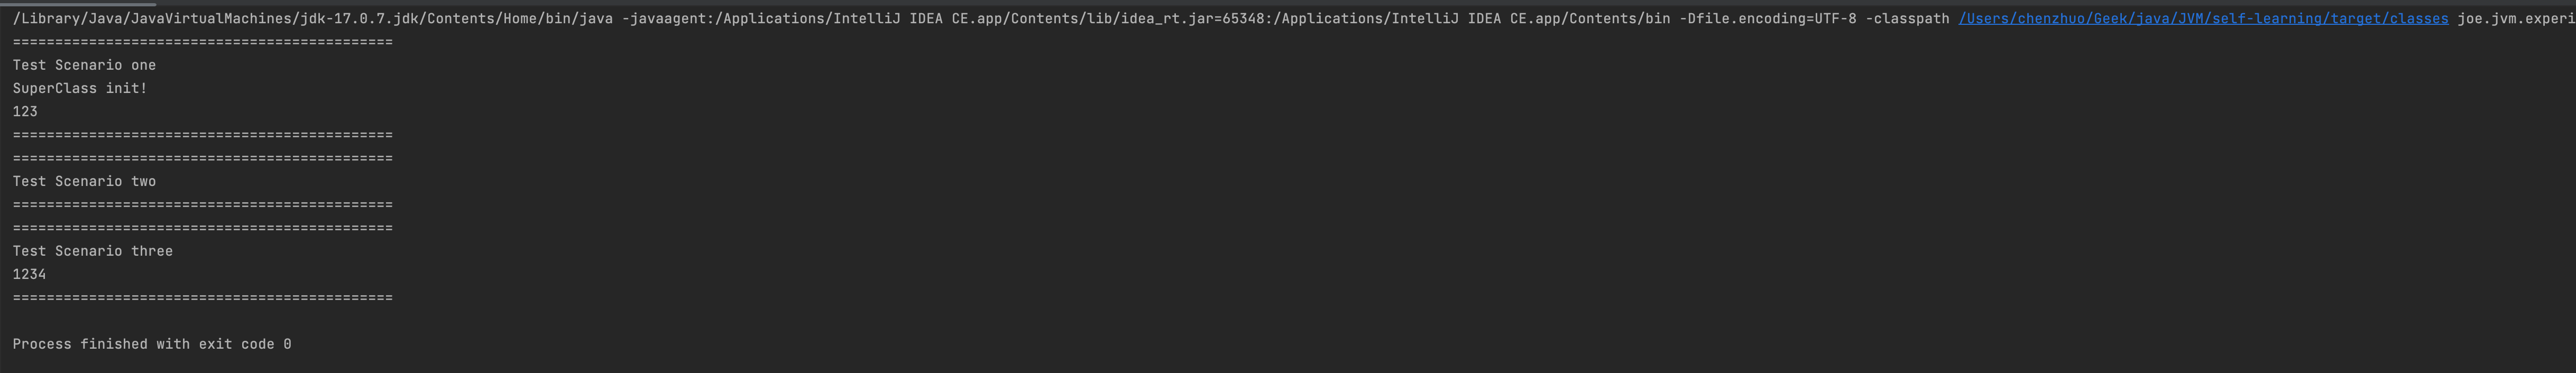 /Library/Java/JavaVirtualMachines/jdk-17.0.7.jdk/Contents/Home/bin/java -javaagent:/Applications/IntelliJ IDEA CE.app/Contents/lib/idea_rt.jar=65348:/Applications/IntelliJ IDEA CE.app/Contents/bin -Dfile.encoding=UTF-8 -classpath /Users/chenzhuo/Geek/java/JVM/self-learning/target/classes joe.jvm.experi
=============================================
Test Scenario one
SuperClass init!
123
=============================================
=============================================
Test Scenario two
=============================================
=============================================
Test Scenario three
1234
=============================================
Process finished with exit code 0